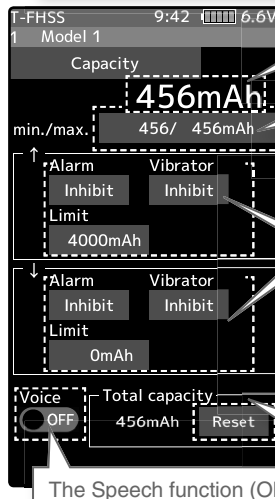 T-FHSS 9:42 6.6V
1 Model 1
Capacity
456mAh
min./max. 456/ 456mAh
↑
Alarm Vibrator
Inhibit Inhibit
Limit
4000mAh
↓
Alarm Vibrator
Inhibit Inhibit
Limit
0mAh
Voice Total capacity
OFF 456mAh Reset
The Speech function (O